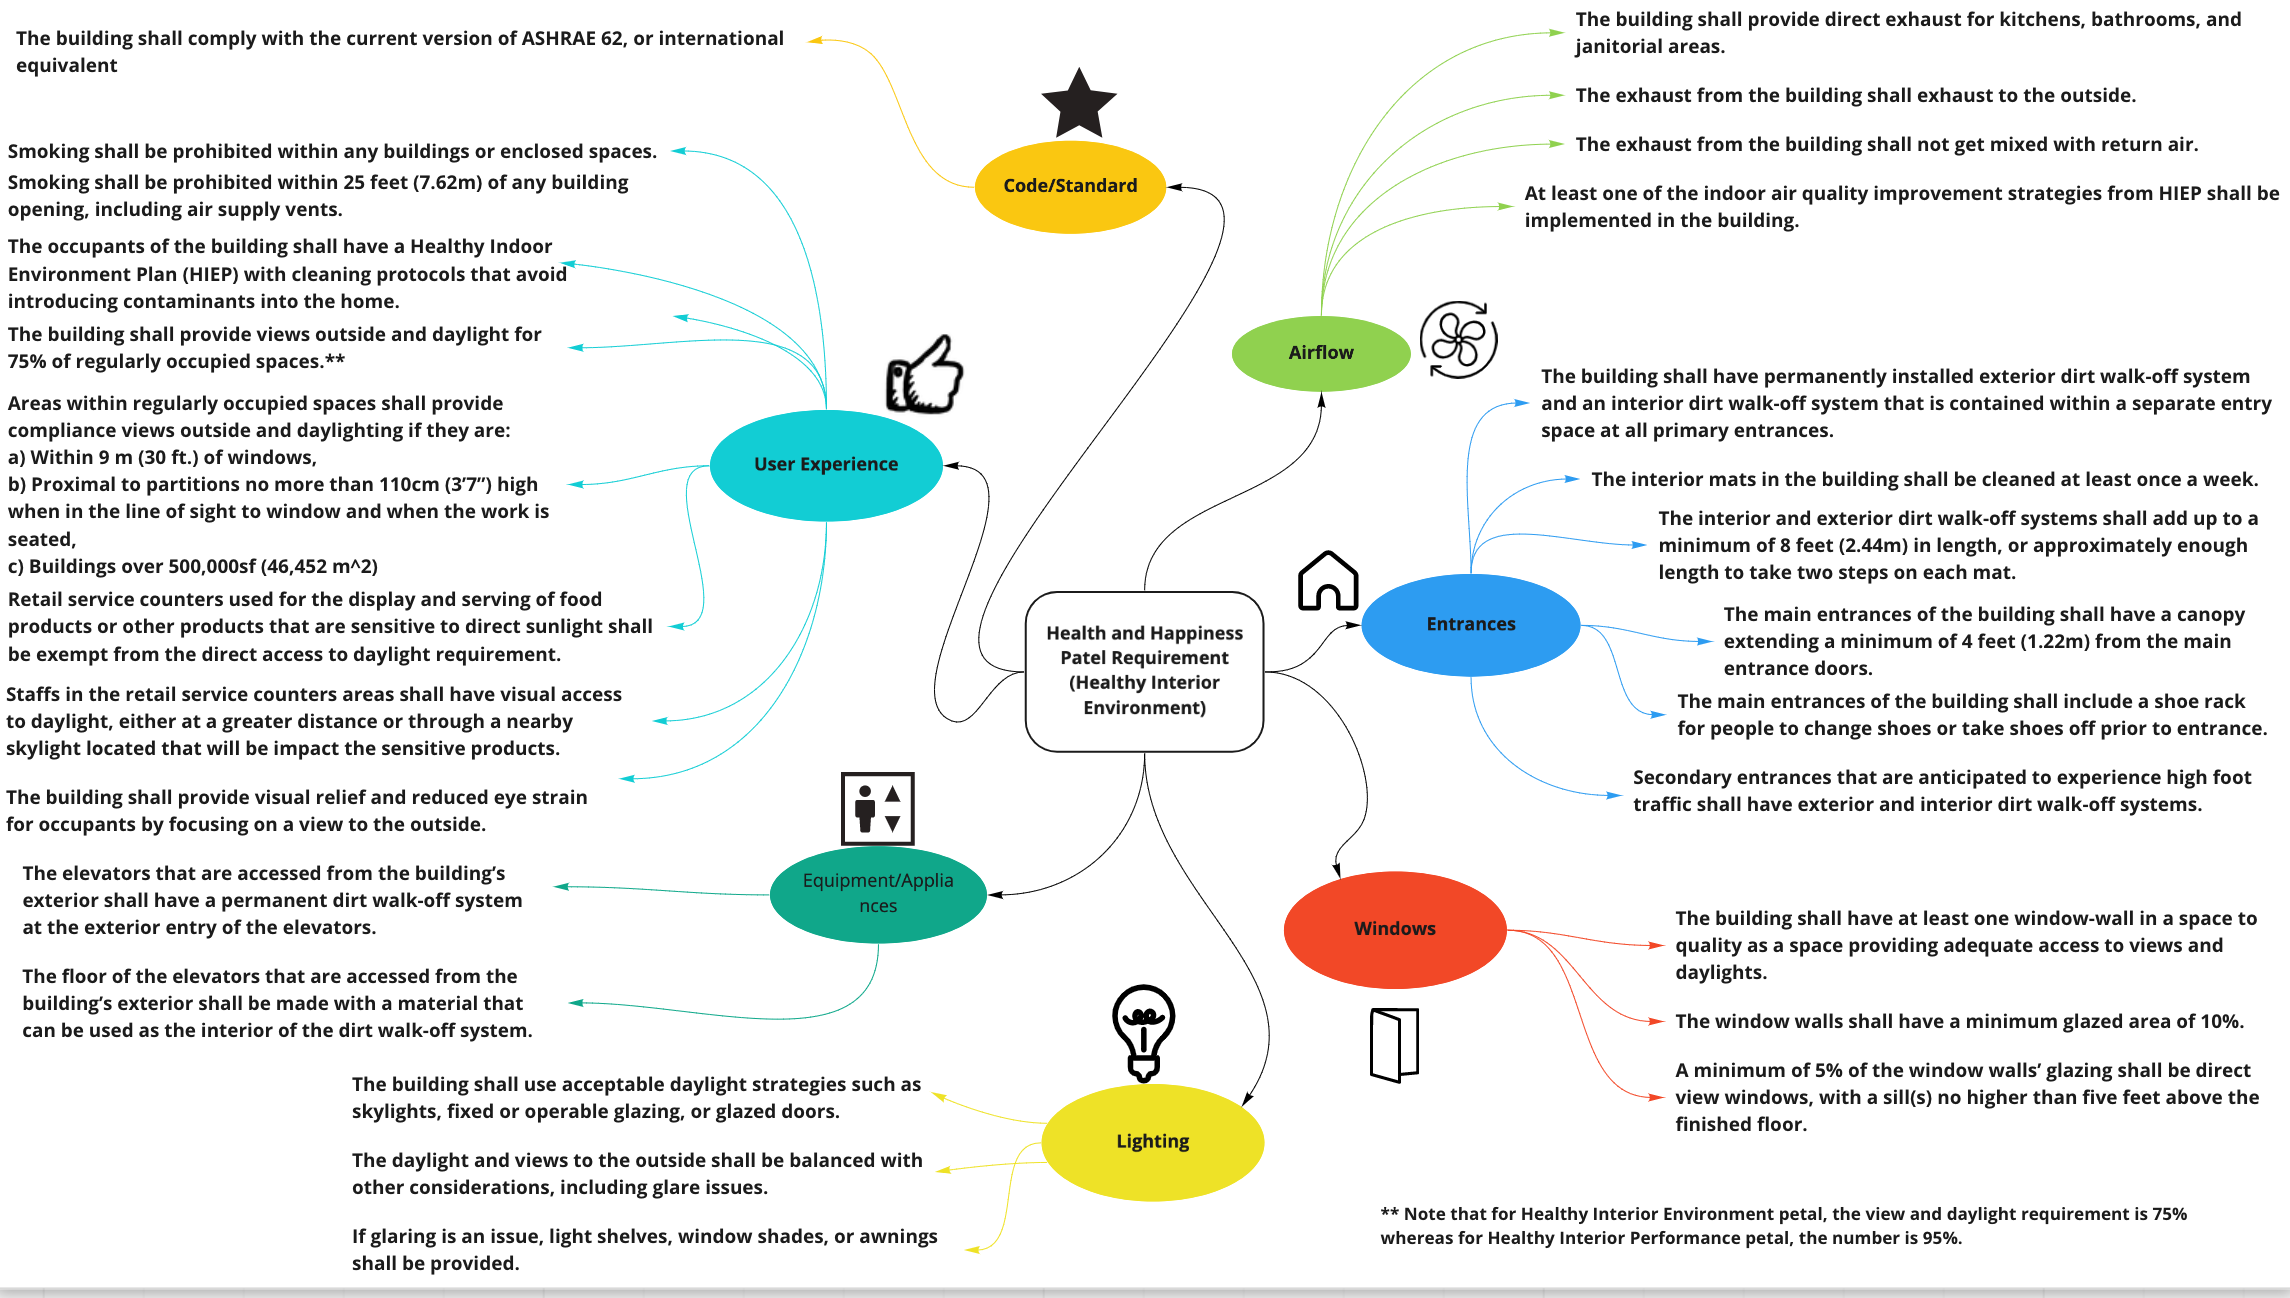 The building shall comply with the current version of ASHRAE 62, or international
equivalent
Smoking shall be prohibited within any buildings or enclosed spaces.
Smoking shall be prohibited within 25 feet (7.62m) of any building
opening, including air supply vents.
The occupants of the building shall have a Healthy Indoor
Environment Plan (HIEP) with cleaning protocols that avoid
introducing contaminants into the home.
The building shall provide views outside and daylight for
75% of regularly occupied spaces.**
Areas within regularly occupied spaces shall provide
compliance views outside and daylighting if they are:
a) Within 9 m (30 ft.) of windows,
b) Proximal to partitions no more than 110cm (3’7”) high
when in the line of sight to window and when the work is
seated,
c) Buildings over 500,000sf (46,452 m^2)
Retail service counters used for the display and serving of food
products or other products that are sensitive to direct sunlight shall
be exempt from the direct access to daylight requirement.
Staffs in the retail service counters areas shall have visual access
to daylight, either at a greater distance or through a nearby
skylight located that will be impact the sensitive products.
The building shall provide visual relief and reduced eye strain
for occupants by focusing on a view to the outside.
The elevators that are accessed from the building’s
exterior shall have a permanent dirt walk-off system
at the exterior entry of the elevators.
The floor of the elevators that are accessed from the
building’s exterior shall be made with a material that
can be used as the interior of the dirt walk-off system.
The building shall use acceptable daylight strategies such as
skylights, fixed or operable glazing, or glazed doors.
The daylight and views to the outside shall be balanced with
other considerations, including glare issues.
If glaring is an issue, light shelves, window shades, or awnings
shall be provided.
Code/Standard
User Experience
Equipment/Applia
nces
Lighting
Health and Happiness
Patel Requirement
(Healthy Interior
Environment)
Airflow
Entrances
Windows
The building shall provide direct exhaust for kitchens, bathrooms, and
janitorial areas.
The exhaust from the building shall exhaust to the outside.
The exhaust from the building shall not get mixed with return air.
At least one of the indoor air quality improvement strategies from HIEP shall be
implemented in the building.
The building shall have permanently installed exterior dirt walk-off system
and an interior dirt walk-off system that is contained within a separate entry
space at all primary entrances.
The interior mats in the building shall be cleaned at least once a week.
The interior and exterior dirt walk-off systems shall add up to a
minimum of 8 feet (2.44m) in length, or approximately enough
length to take two steps on each mat.
The main entrances of the building shall have a canopy
extending a minimum of 4 feet (1.22m) from the main
entrance doors.
The main entrances of the building shall include a shoe rack
for people to change shoes or take shoes off prior to entrance.
Secondary entrances that are anticipated to experience high foot
traffic shall have exterior and interior dirt walk-off systems.
The building shall have at least one window-wall in a space to
quality as a space providing adequate access to views and
daylights.
The window walls shall have a minimum glazed area of 10%.
A minimum of 5% of the window walls’ glazing shall be direct
view windows, with a sill(s) no higher than five feet above the
finished floor.
** Note that for Healthy Interior Environment petal, the view and daylight requirement is 75%
whereas for Healthy Interior Performance petal, the number is 95%.